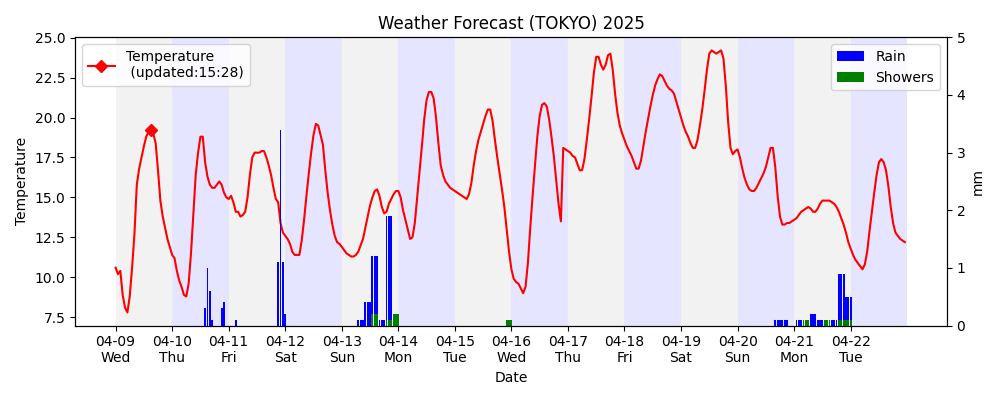 Weather Forecast (TOKYO) 2025
Temperature
(updated:15:28)
Rain
Showers
25.0
22.5
20.0
17.5
15.0
12.5
10.0
7.5
Temperature
5
4
3
2
1
0
mm
04-09 04-10 04-11 04-12 04-13 04-14 04-15 04-16 04-17 04-18 04-19 04-20 04-21 04-22
Wed Thu Fri Sat Sun Mon Tue Wed Thu Fri Sat Sun Mon Tue
Date